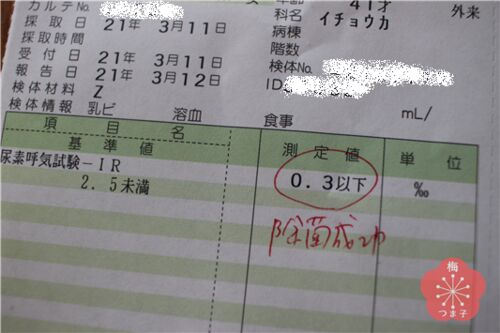 カルテNo.
41才
外来
採取日 21年 3月11日
科名 イチョウカ
採取時間
病棟
階数
受付日 21年 3月11日
検体No.
報告日 21年 3月12日
ID
検体材料 Z
検体情報 乳ビ 溶血 食事 mL/
項目名
基準値
測定値
単位
尿素呼気試験-IR
2.5未満
0.3以下
‰
除菌成功
梅
つま子